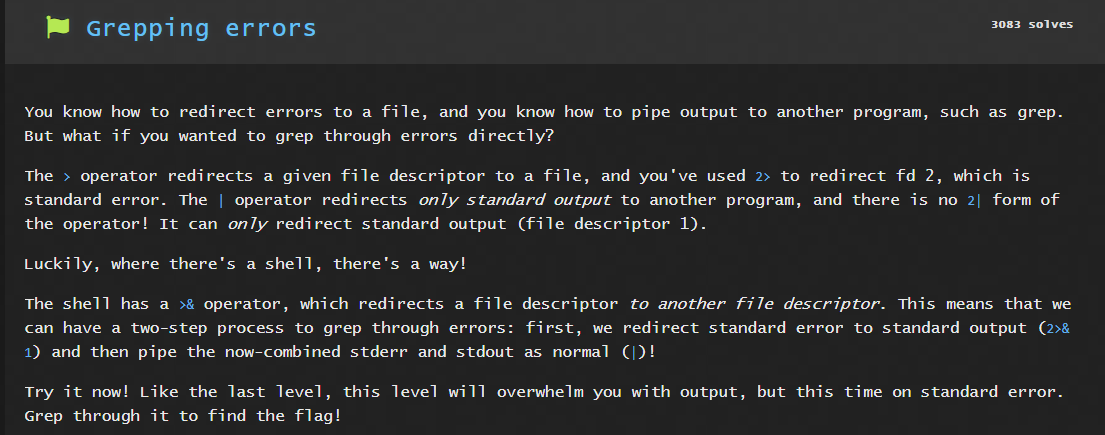 Grepping errors
3083 solves
You know how to redirect errors to a file, and you know how to pipe output to another program, such as grep.
But what if you wanted to grep through errors directly?
The > operator redirects a given file descriptor to a file, and you've used 2> to redirect fd 2, which is
standard error. The | operator redirects only standard output to another program, and there is no 2| form of
the operator! It can only redirect standard output (file descriptor 1).
Luckily, where there's a shell, there's a way!
The shell has a >& operator, which redirects a file descriptor to another file descriptor. This means that we
can have a two-step process to grep through errors: first, we redirect standard error to standard output (2>&
1) and then pipe the now-combined stderr and stdout as normal (|)!
Try it now! Like the last level, this level will overwhelm you with output, but this time on standard error.
Grep through it to find the flag!